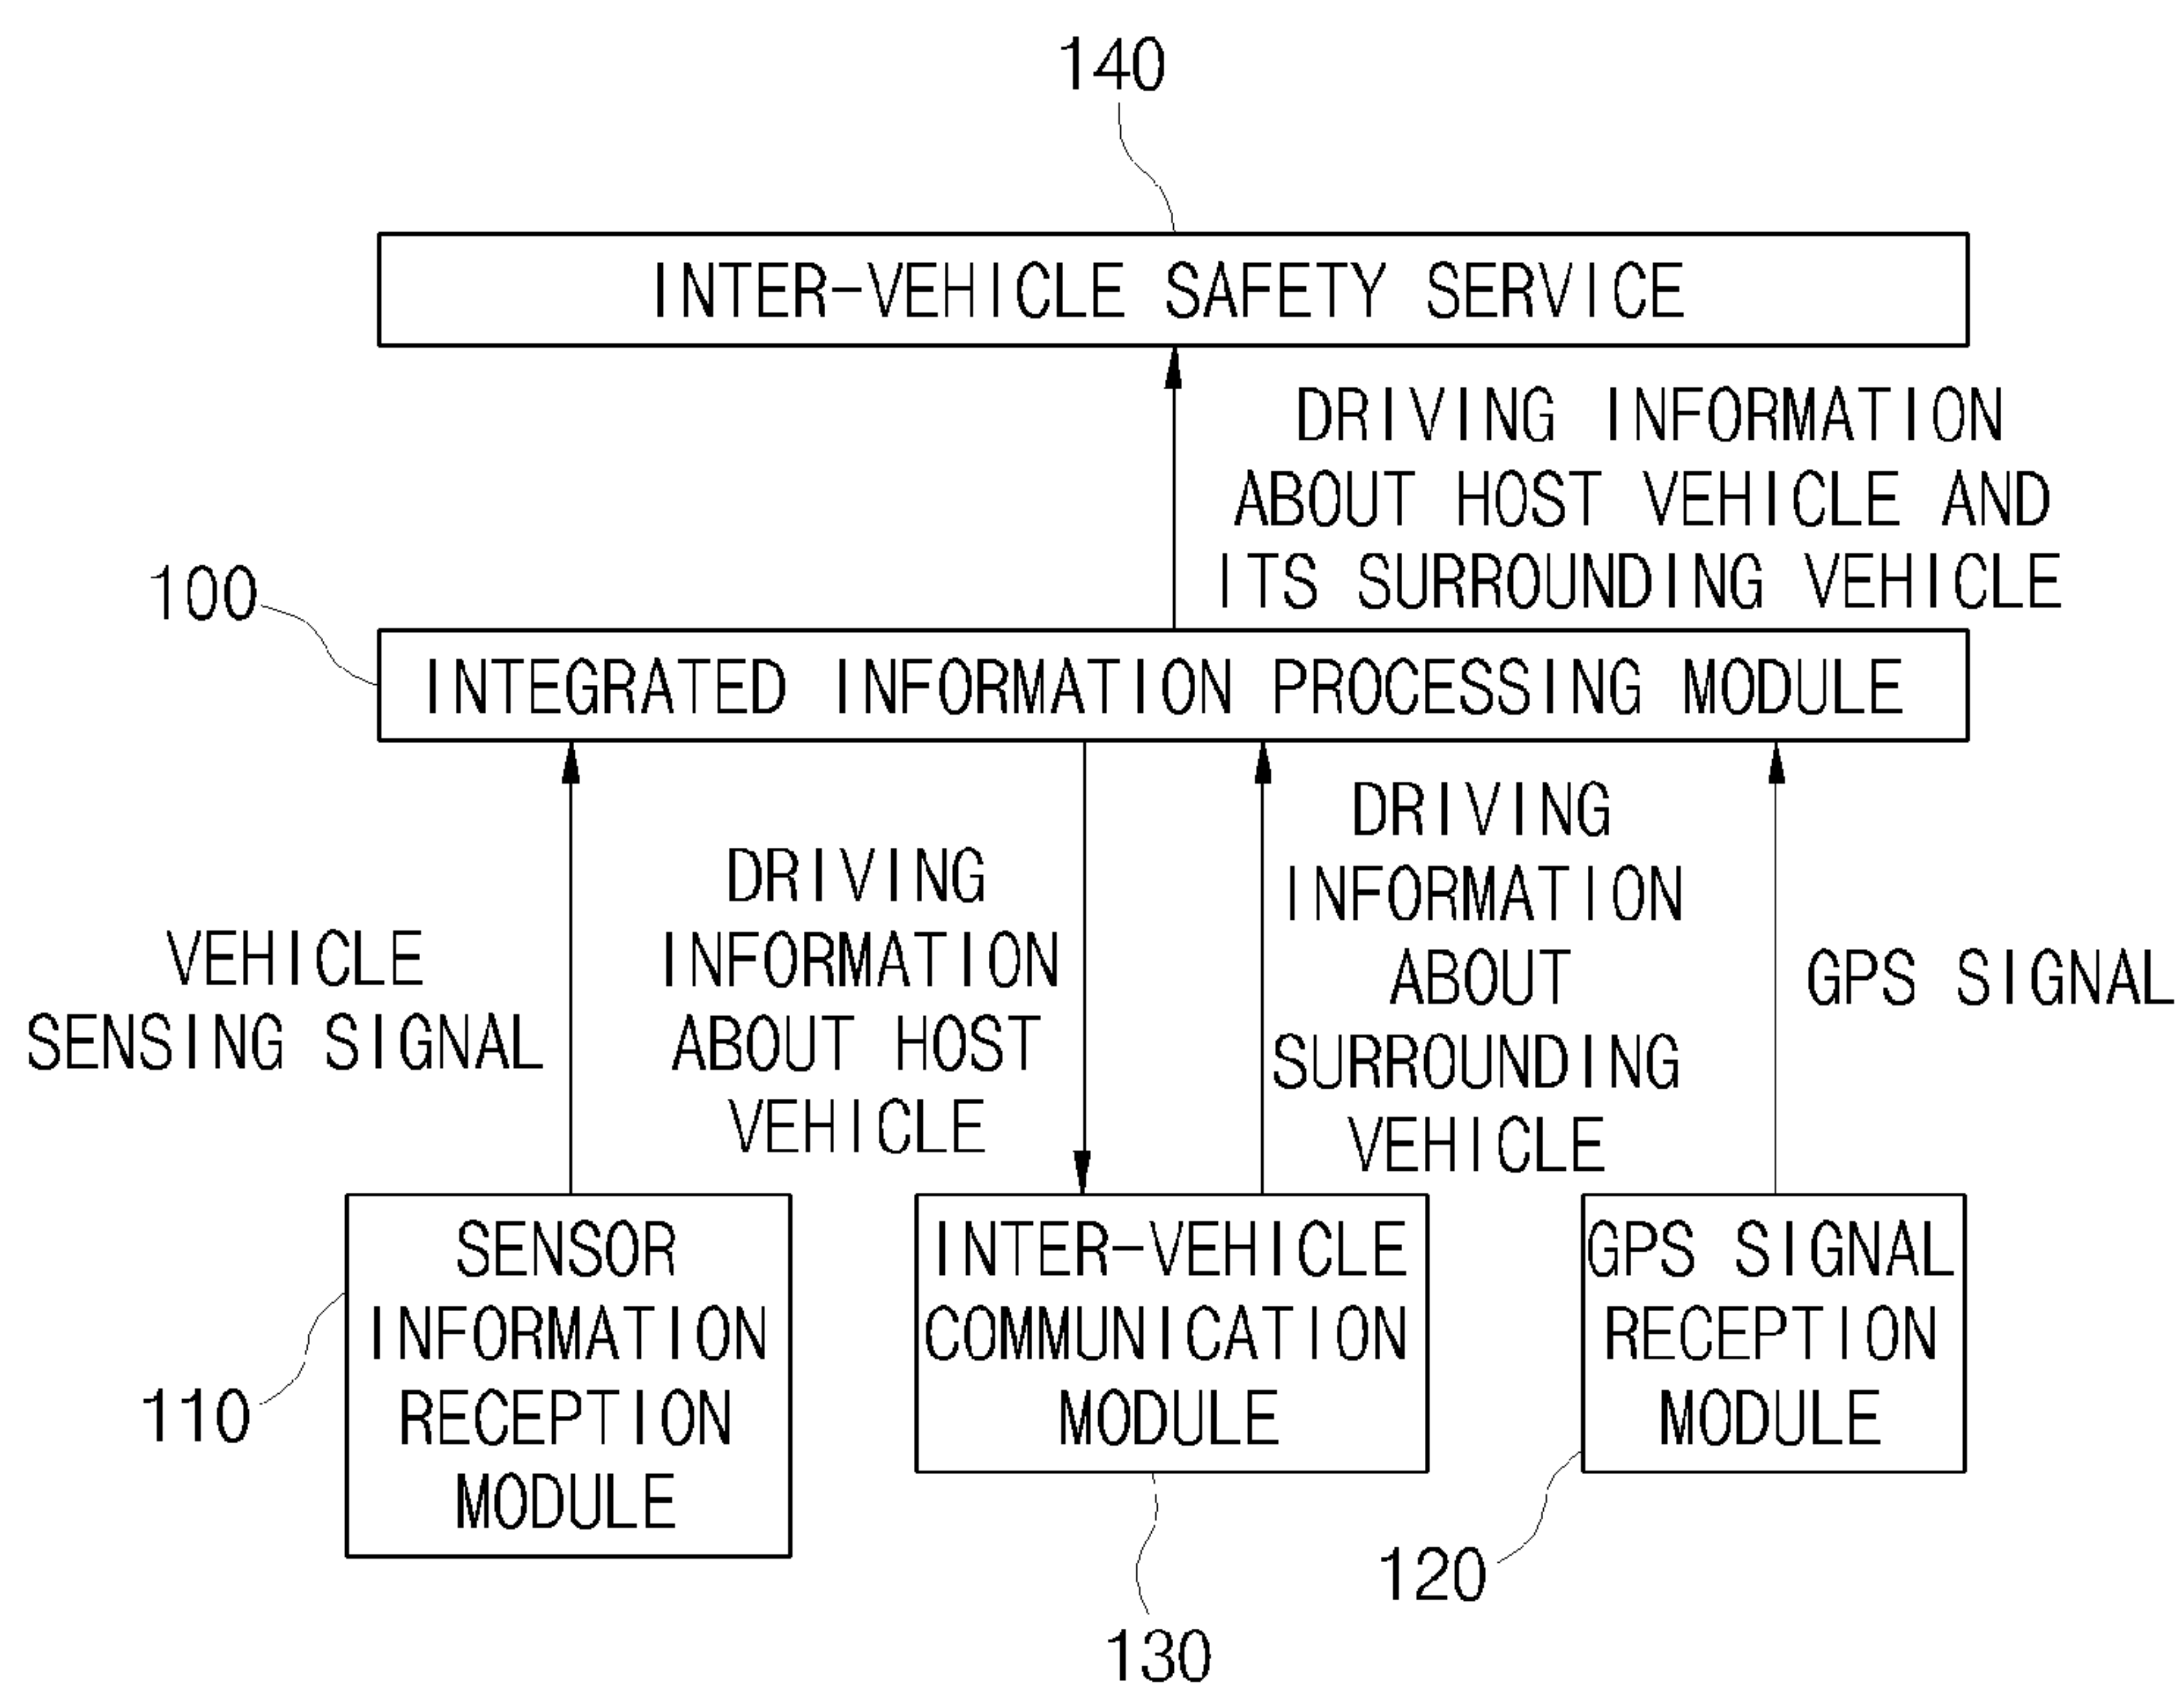 140
INTER-VEHICLE SAFETY SERVICE
DRIVING INFORMATION
ABOUT HOST VEHICLE AND
ITS SURROUNDING VEHICLE
100
INTEGRATED INFORMATION PROCESSING MODULE
VEHICLE
SENSING SIGNAL
DRIVING
INFORMATION
ABOUT HOST
VEHICLE
DRIVING
INFORMATION
ABOUT
SURROUNDING
VEHICLE
GPS SIGNAL
SENSOR
INFORMATION
RECEPTION
MODULE
INTER-VEHICLE
COMMUNICATION
MODULE
GPS SIGNAL
RECEPTION
MODULE
110
120
130